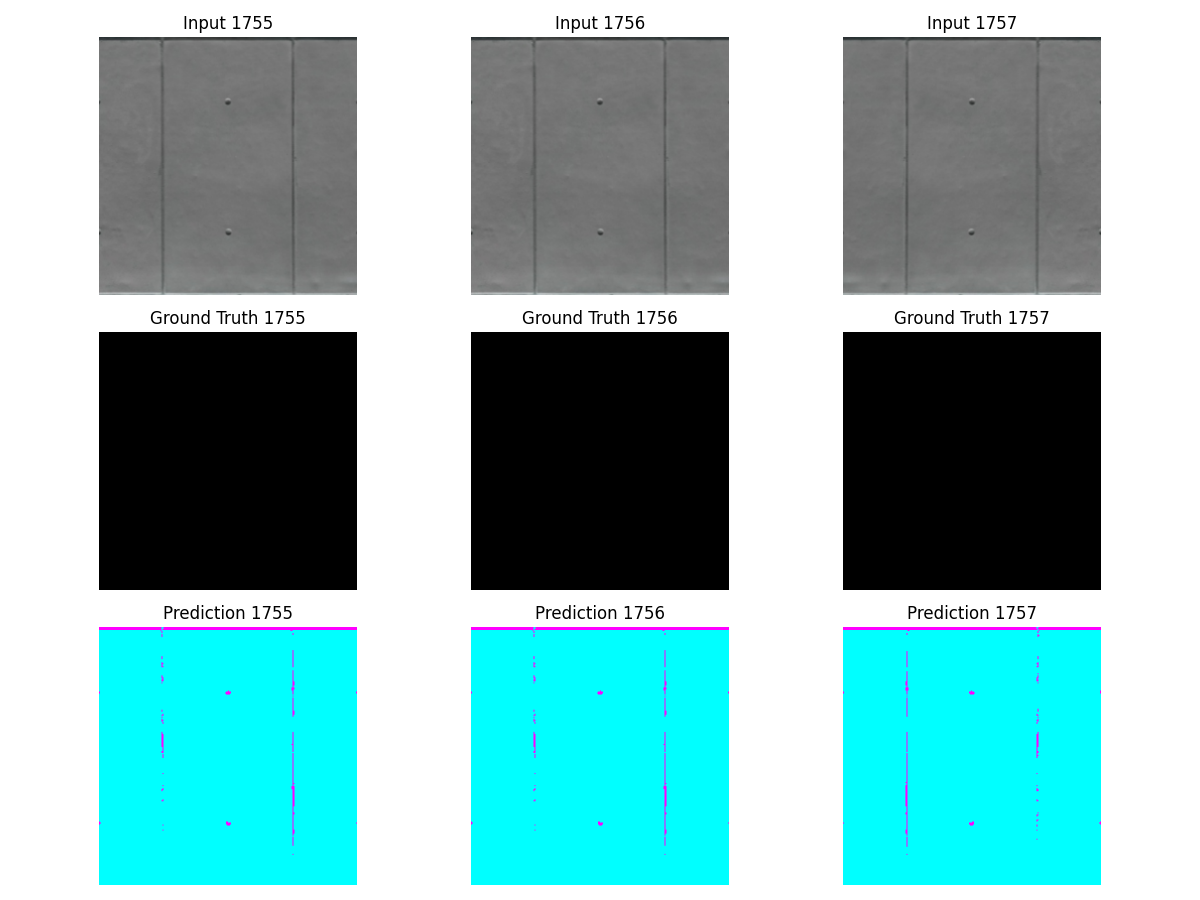 Input 1755
Input 1756
Input 1757
Ground Truth 1755
Ground Truth 1756
Ground Truth 1757
Prediction 1755
Prediction 1756
Prediction 1757